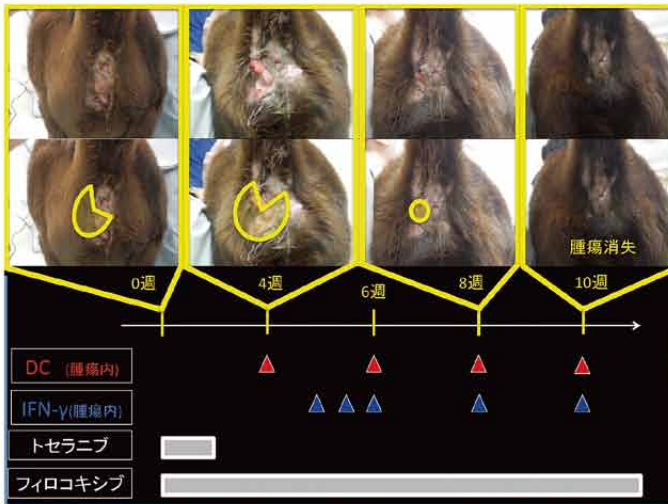 腫瘍消失
0週
4週
6週
8週
10週
DC (腫瘍内)
IFN-γ(腫瘍内)
トセラニブ
フィロコキシブ